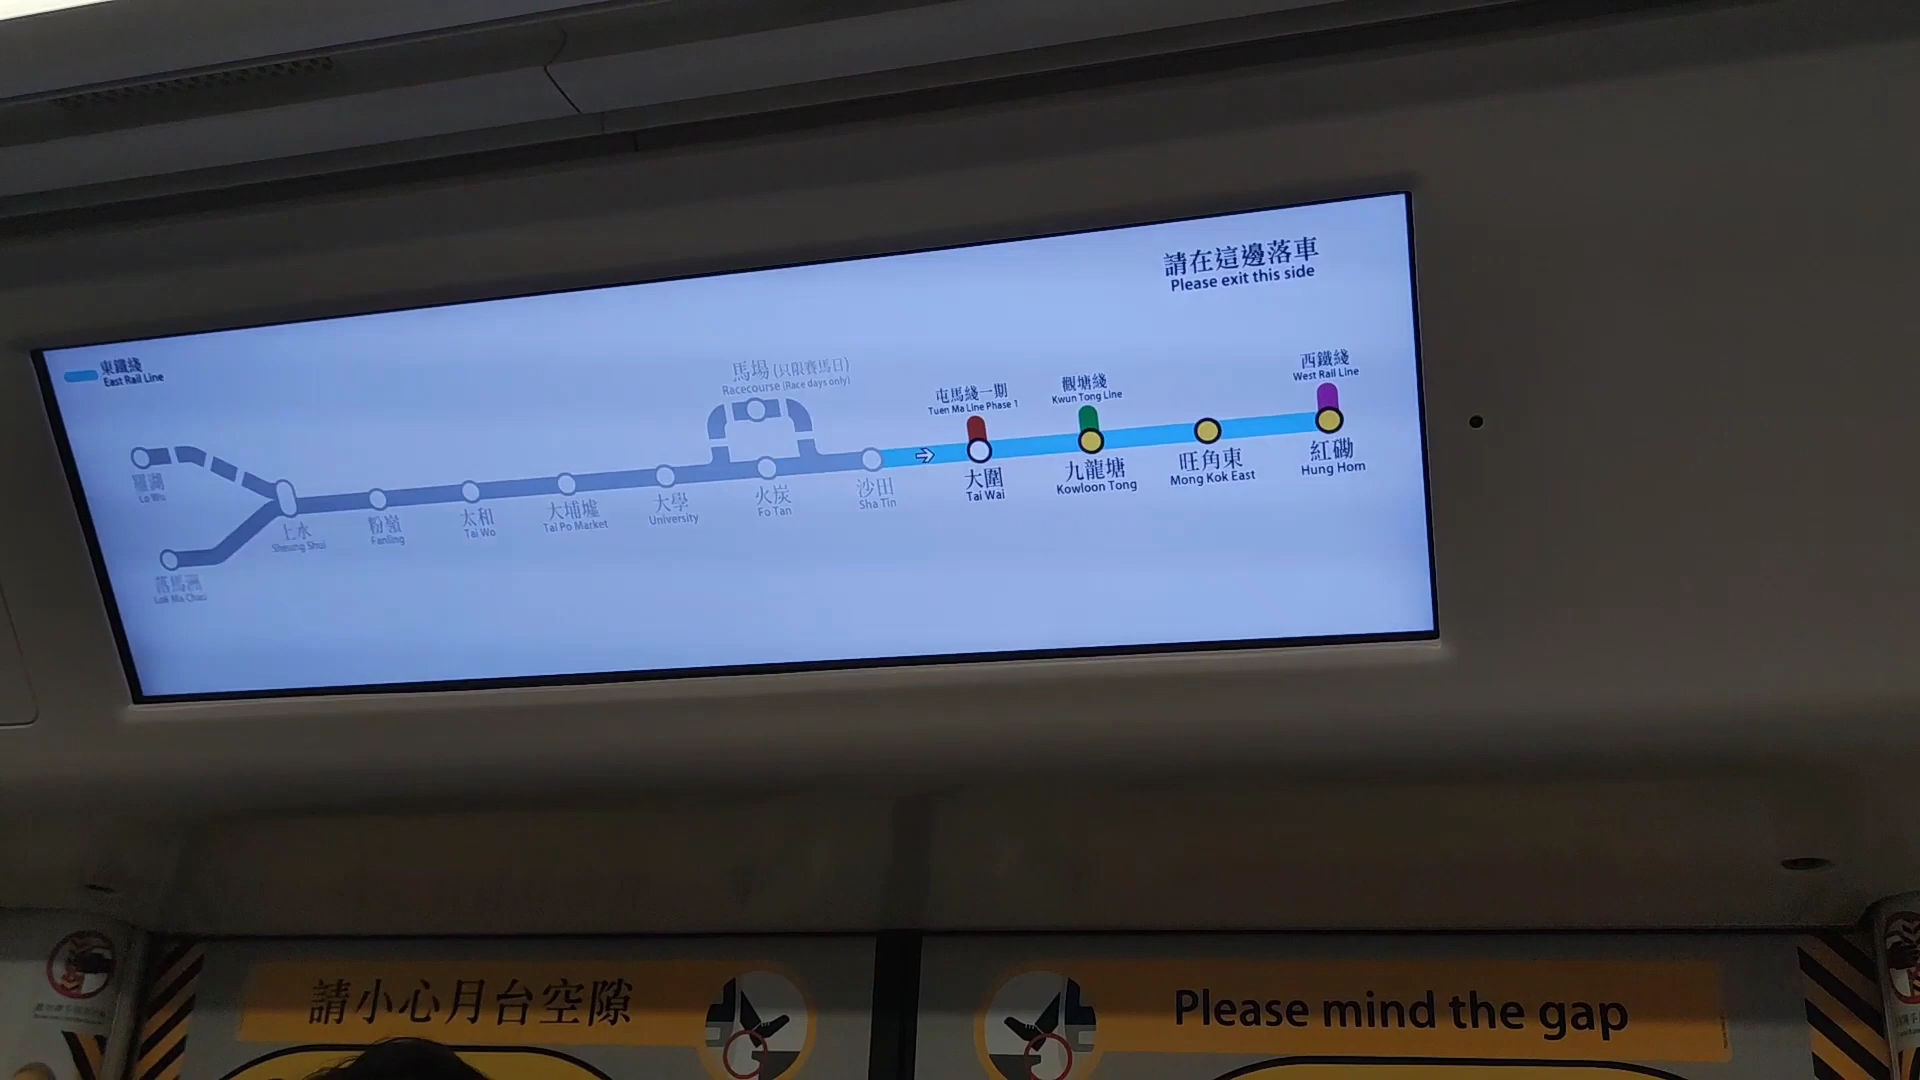 請在這邊落車
Please exit this side
東鐵綫
East Rail Line
馬場 (只限賽馬日)
Racecourse (Race days only)
屯馬綫一期
Tuen Ma Line Phase 1
觀塘綫
Kwun Tong Line
西鐵綫
West Rail Line
羅湖
Lo Wu
落馬洲
Lok Ma Chau
上水
Sheung Shui
粉嶺
Fanling
太和
Tai Wo
大埔墟
Tai Po Market
大學
University
火炭
Fo Tan
沙田
Sha Tin
大圍
Tai Wai
九龍塘
Kowloon Tong
旺角東
Mong Kok East
紅磡
Hung Hom
請小心月台空隙
Please mind the gap